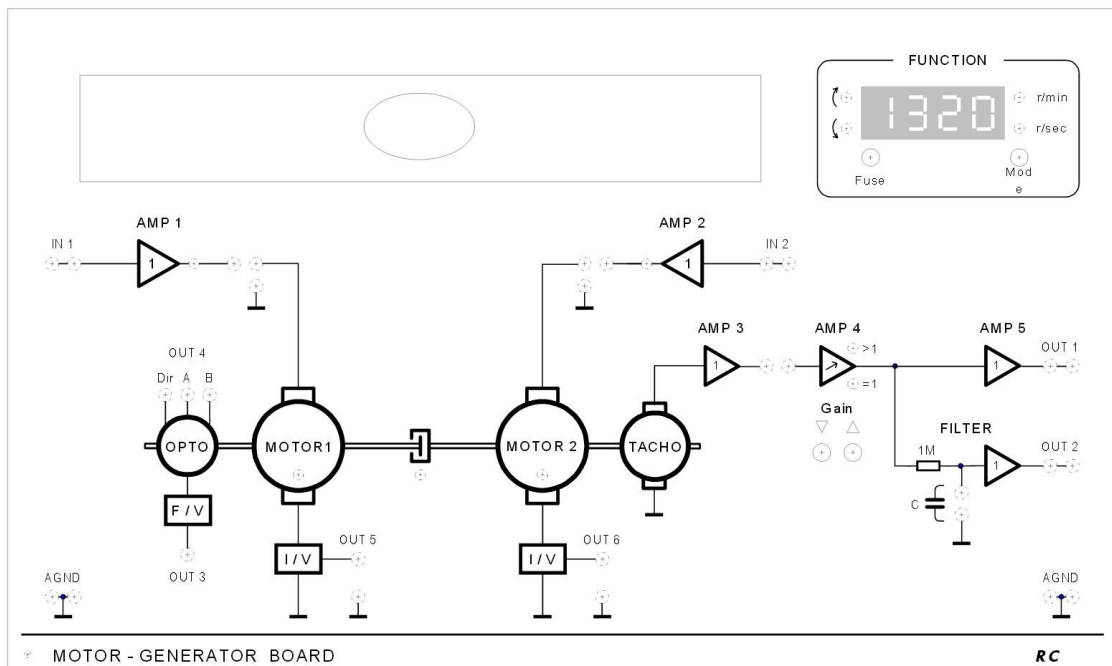 FUNCTION
1320
r/min
r/sec
Fuse
Mod
e
AMP 1
IN 1
1
AMP 2
IN 2
1
AMP 3
1
AMP 4
>1
=1
AMP 5
1
OUT 1
OUT 4
Dir A B
OPTO
MOTOR1
MOTOR 2
TACHO
Gain
FILTER
1M
1
OUT 2
C
F / V
OUT 3
I / V
OUT 5
I / V
OUT 6
AGND
AGND
MOTOR - GENERATOR BOARD
RC